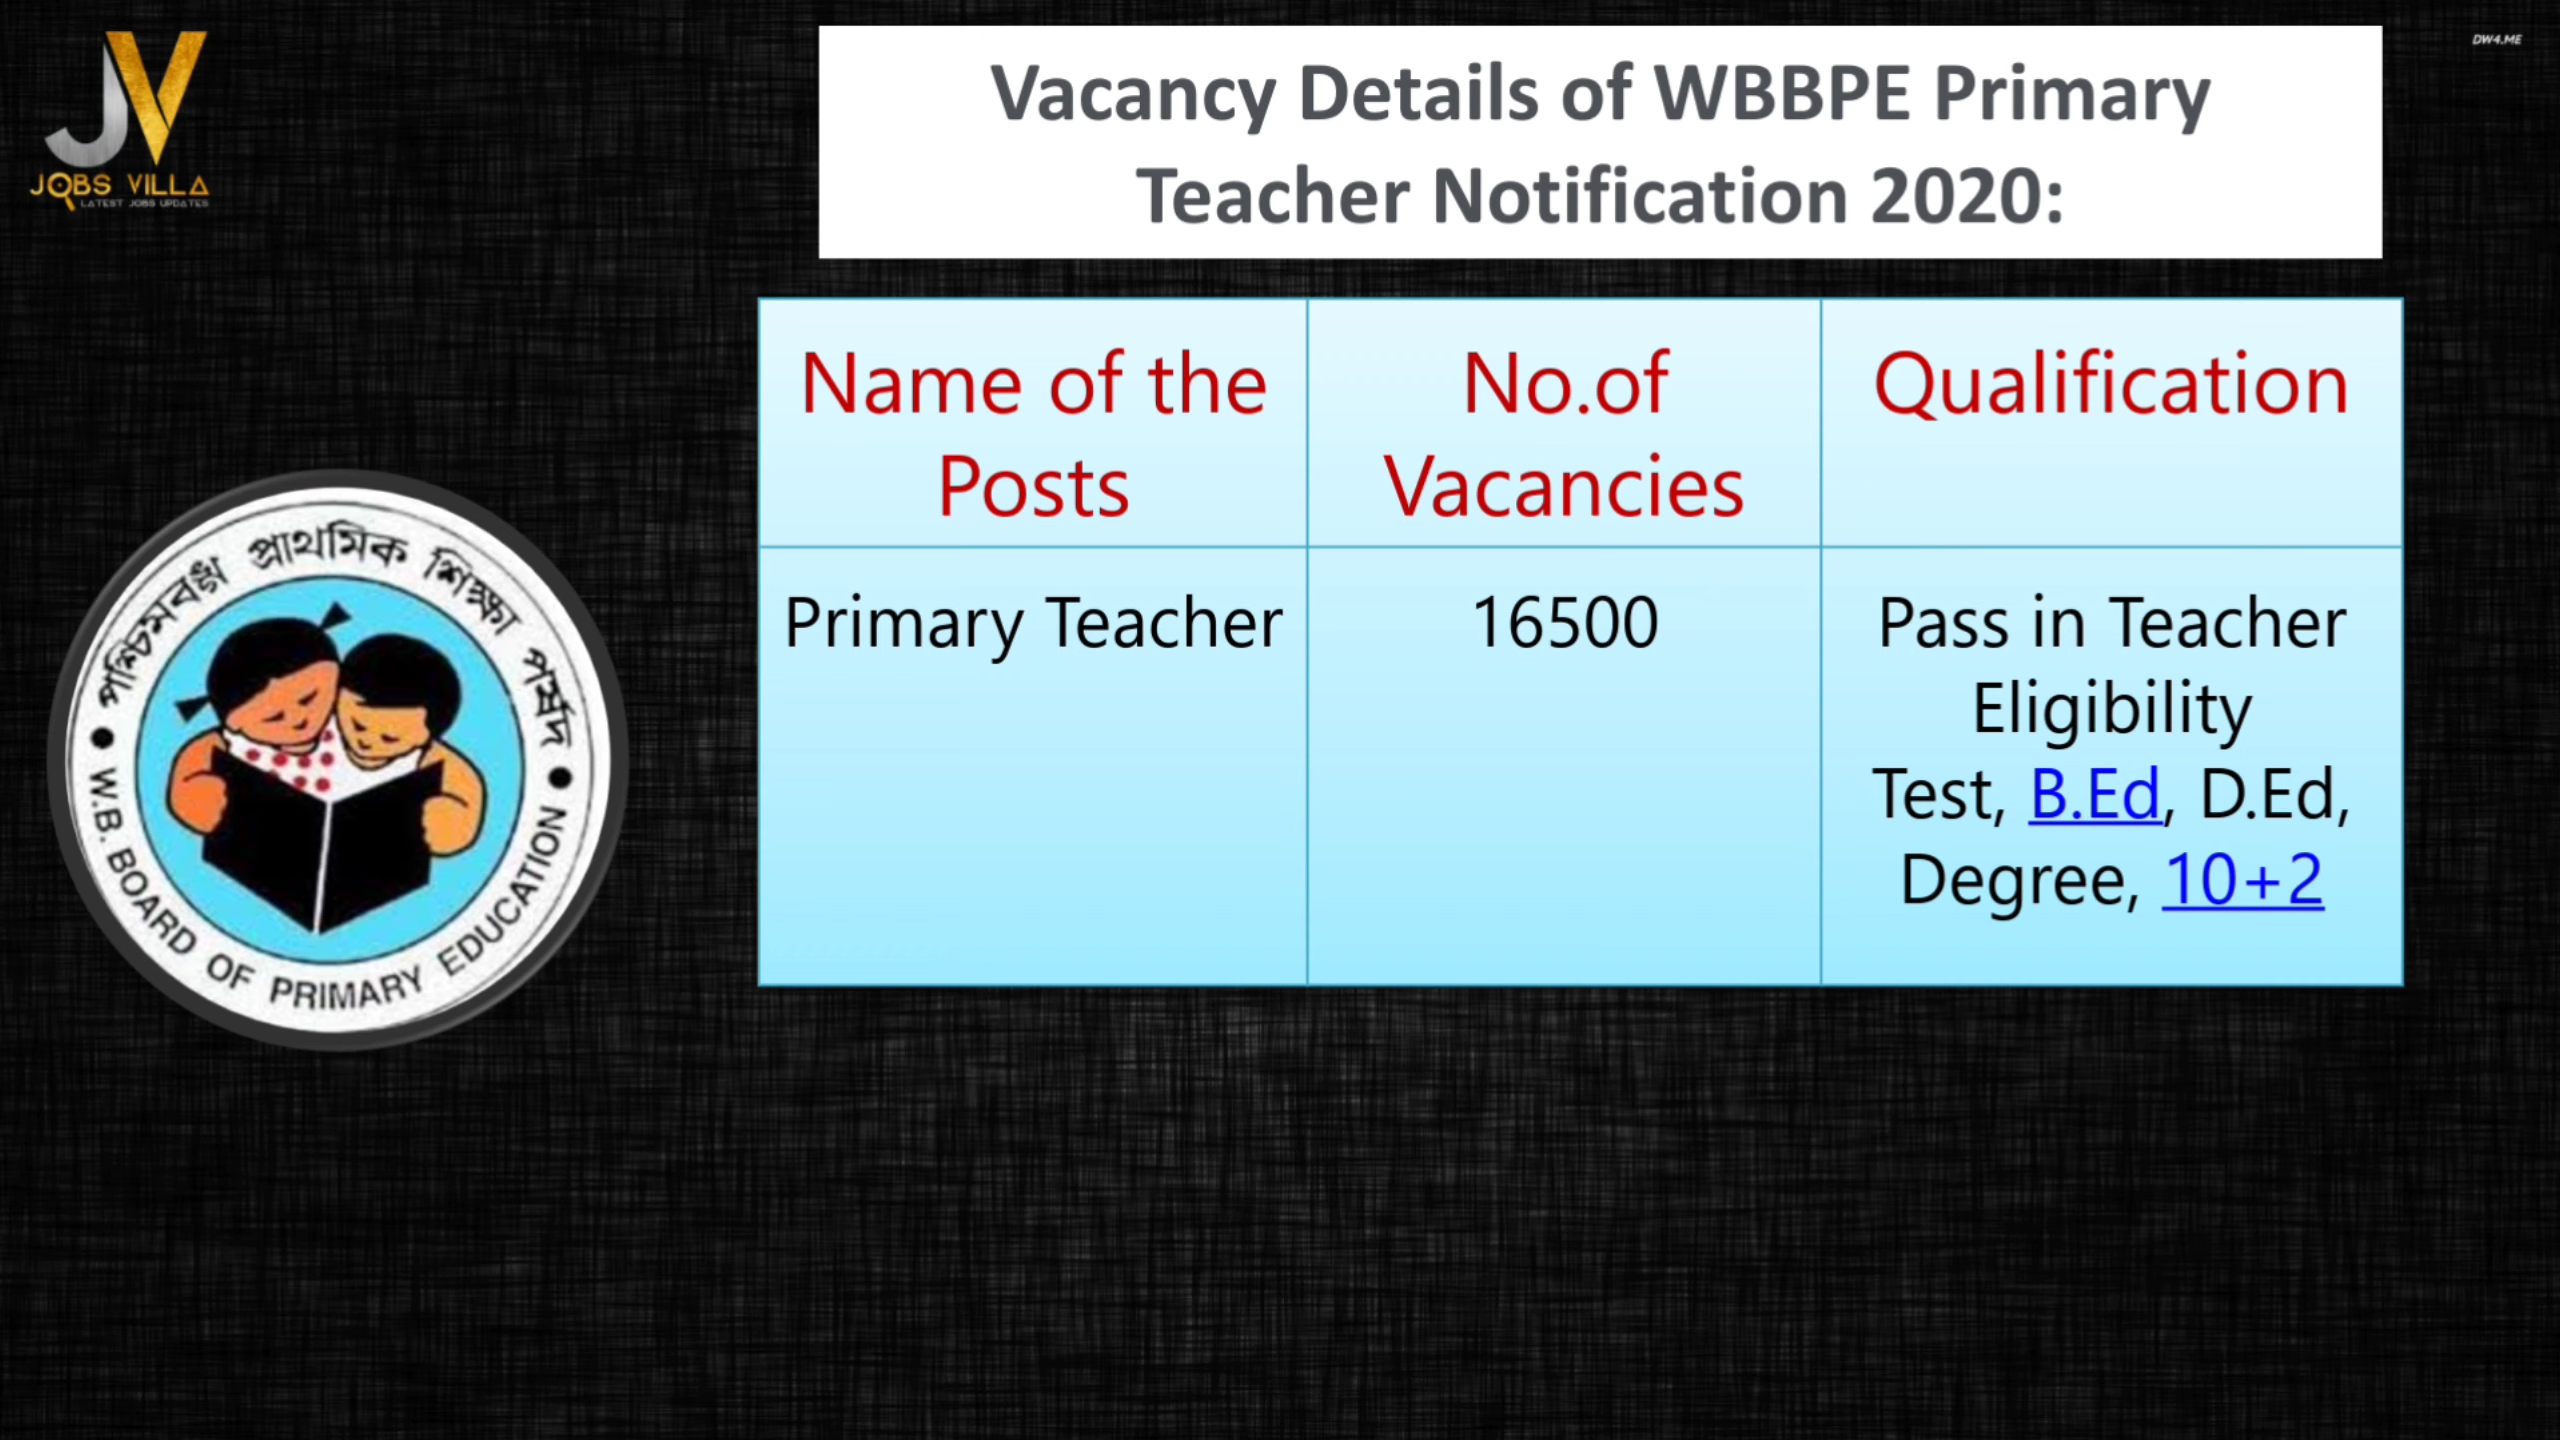 JV
JOBS VILLA
LATEST JOBS UPDATES
DW4.ME
Vacancy Details of WBBPE Primary
Teacher Notification 2020:
Name of the
Posts
No.of
Vacancies
Qualification
Primary Teacher
16500
Pass in Teacher
Eligibility
Test, B.Ed, D.Ed,
Degree, 10+2
পশ্চিমবঙ্গ প্রাথমিক শিক্ষা পর্ষদ
W.B. BOARD OF PRIMARY EDUCATION